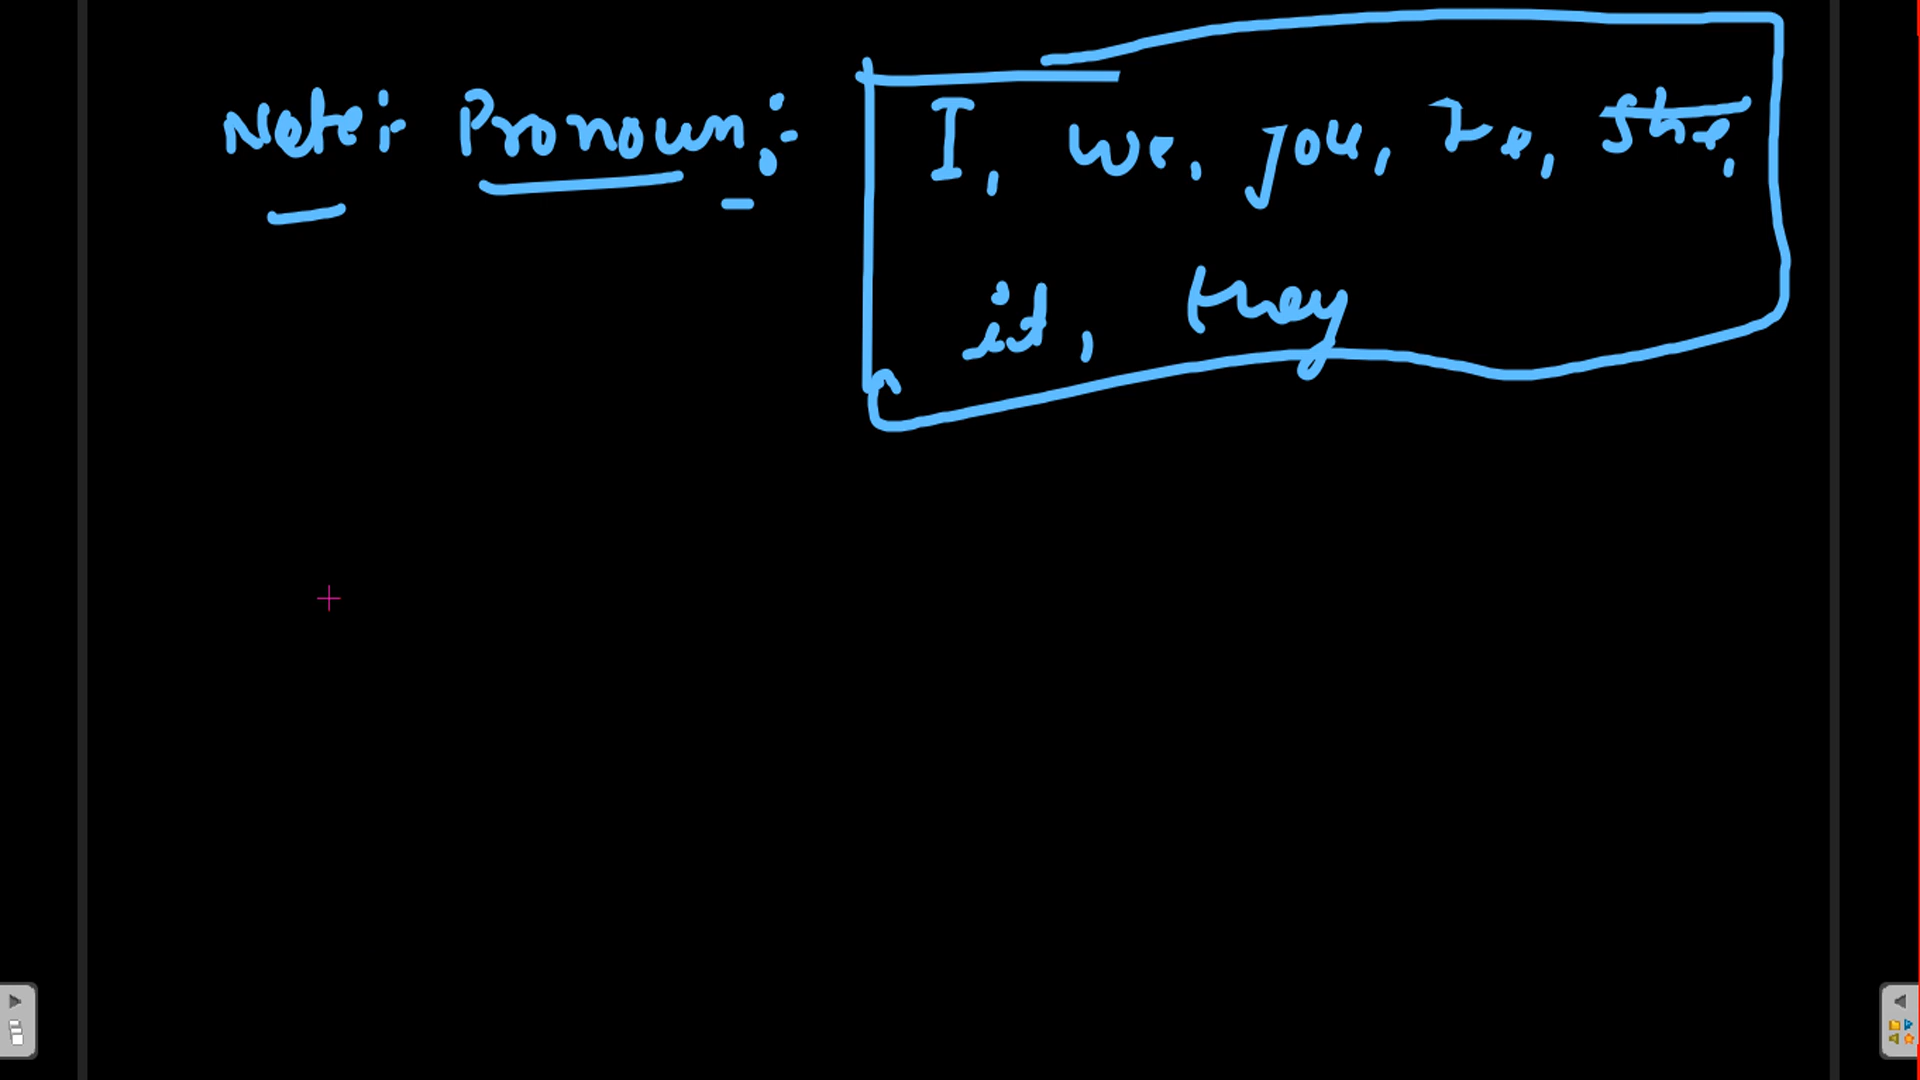 Note:- Pronoun:- I, we, you, He, She,
it, they